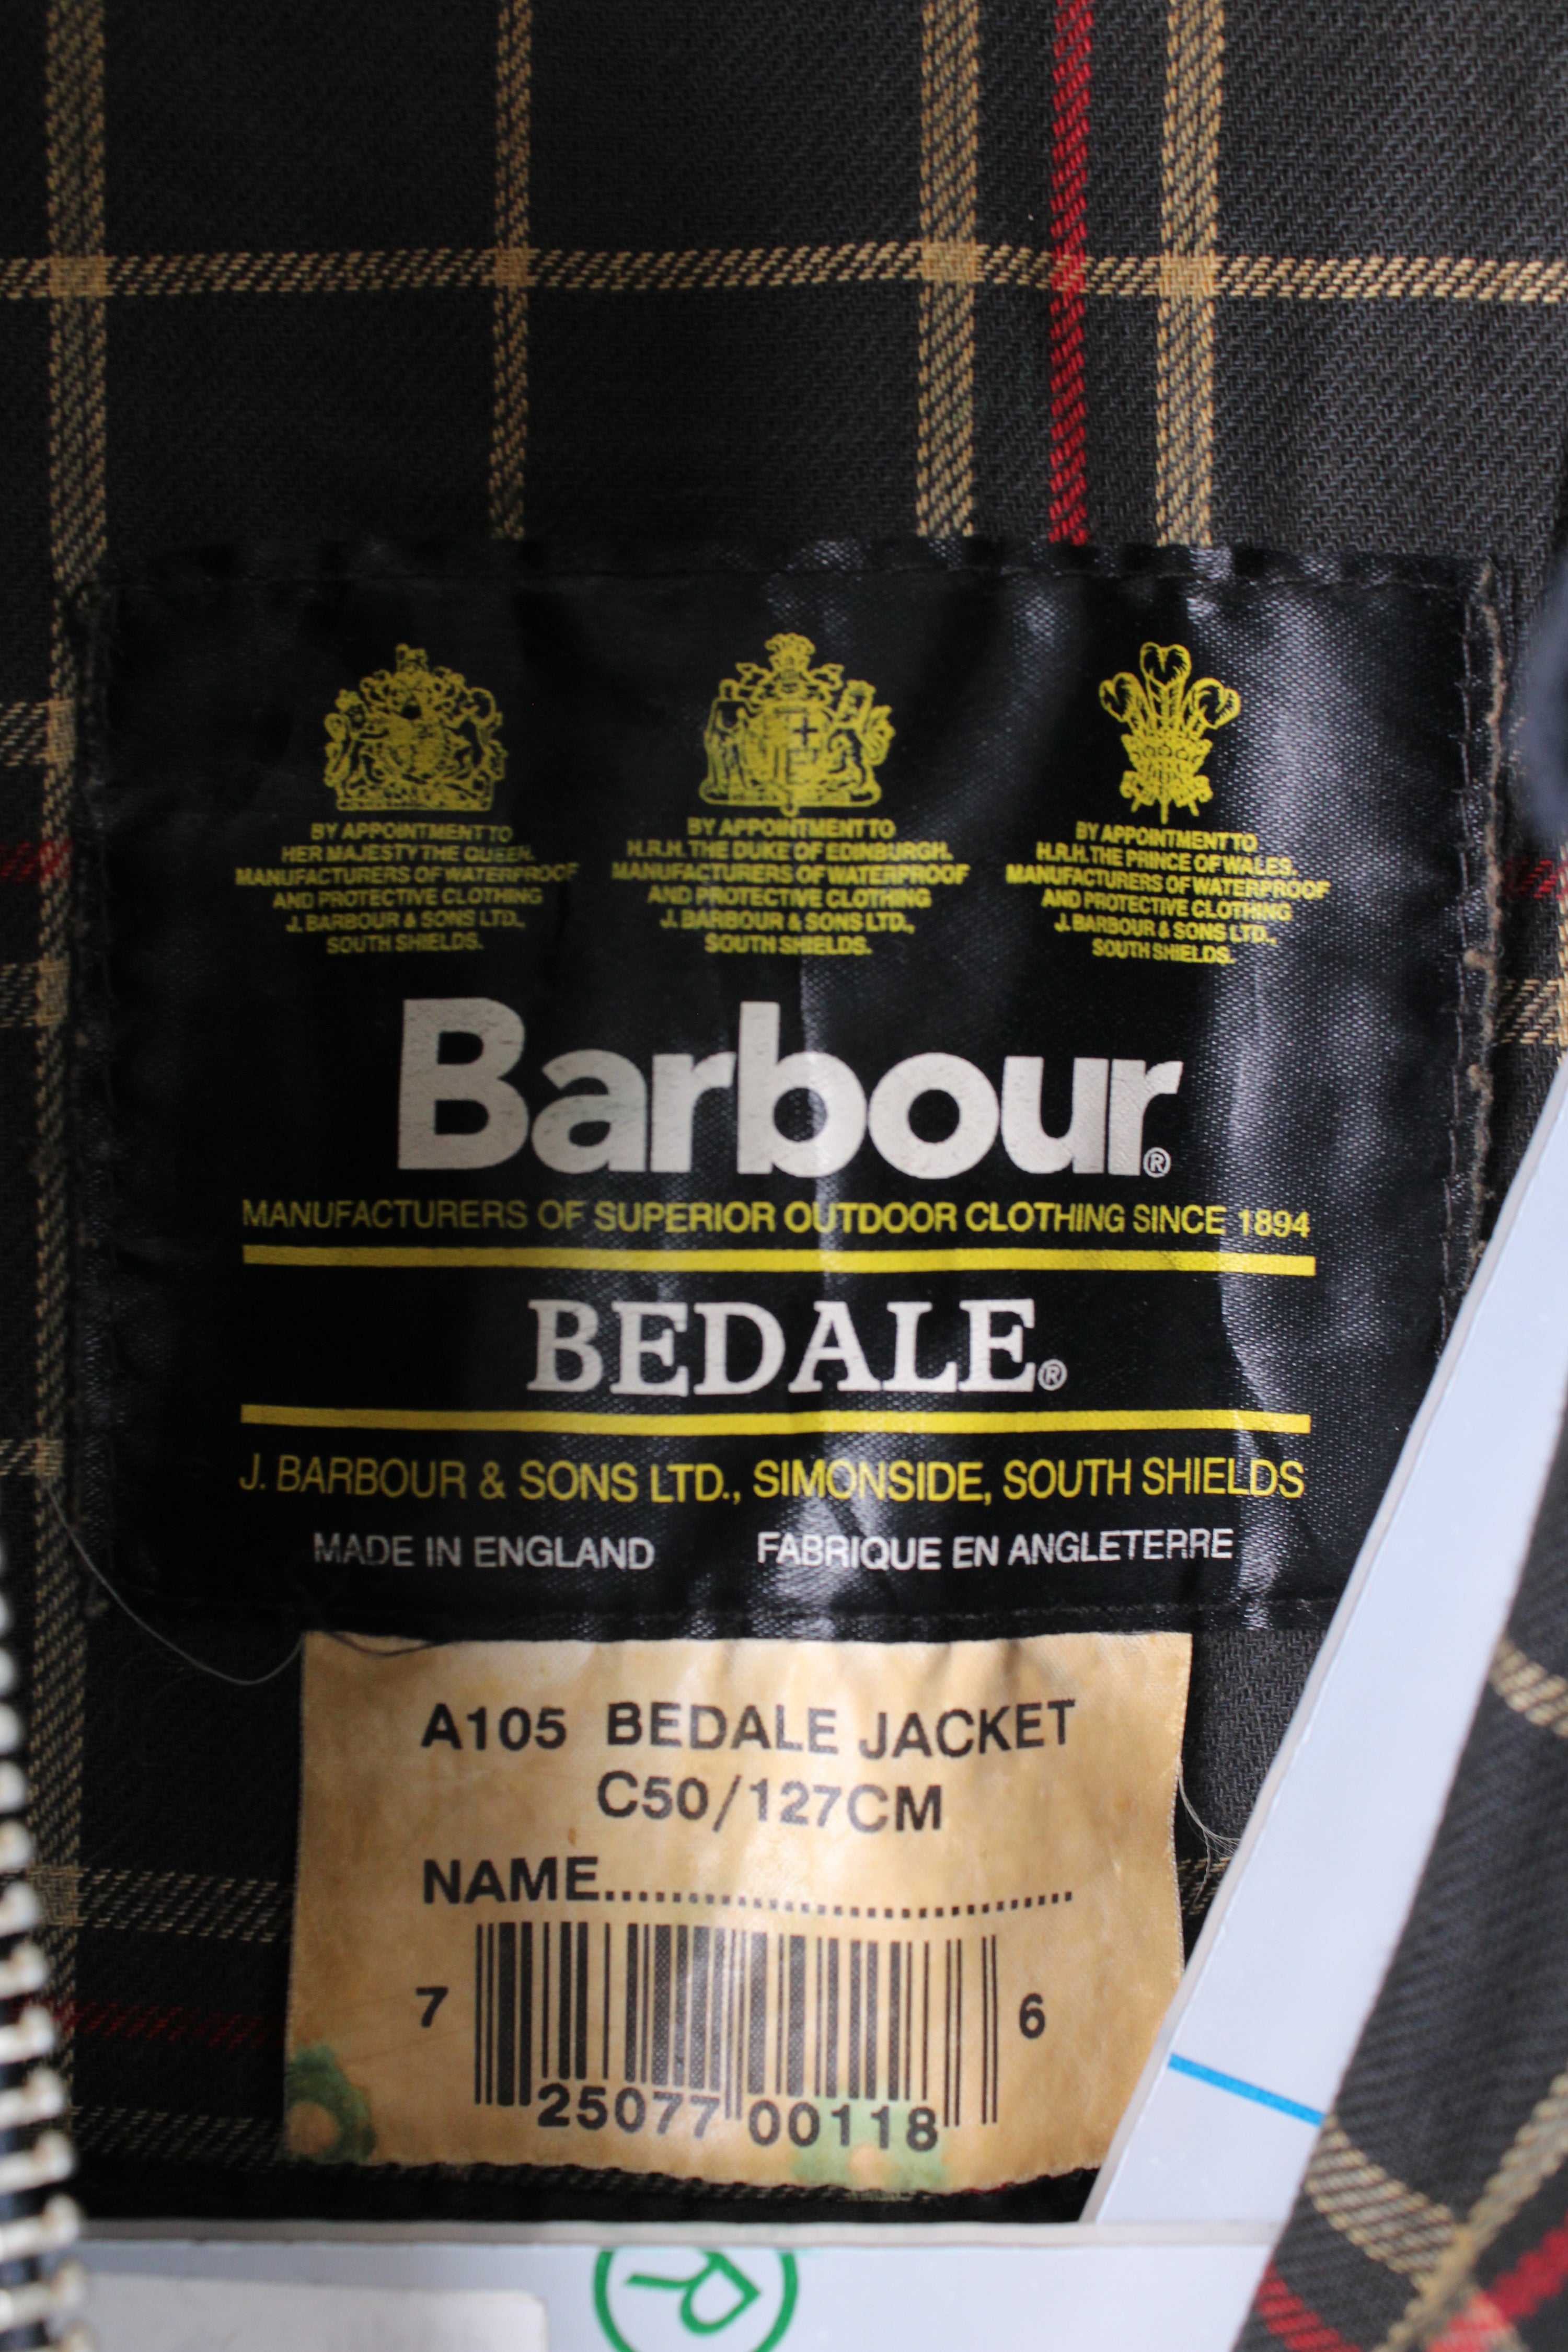 BY APPOINTMENT TO
HER MAJESTY THE QUEEN.
MANUFACTURERS OF WATERPROOF
AND PROTECTIVE CLOTHING
J. BARBOUR & SONS LTD.,
SOUTH SHIELDS.
BY APPOINTMENT TO
H.R.H. THE DUKE OF EDINBURGH.
MANUFACTURERS OF WATERPROOF
AND PROTECTIVE CLOTHING
J. BARBOUR & SONS LTD.,
SOUTH SHIELDS.
BY APPOINTMENT TO
H.R.H. THE PRINCE OF WALES.
MANUFACTURERS OF WATERPROOF
AND PROTECTIVE CLOTHING
J. BARBOUR & SONS LTD.,
SOUTH SHIELDS.
Barbour®
MANUFACTURERS OF SUPERIOR OUTDOOR CLOTHING SINCE 1894
BEDALE®
J. BARBOUR & SONS LTD., SIMONSIDE, SOUTH SHIELDS
MADE IN ENGLAND FABRIQUE EN ANGLETERRE
A105 BEDALE JACKET
C50/127CM
NAME........................................
7 25077 00118 6
R